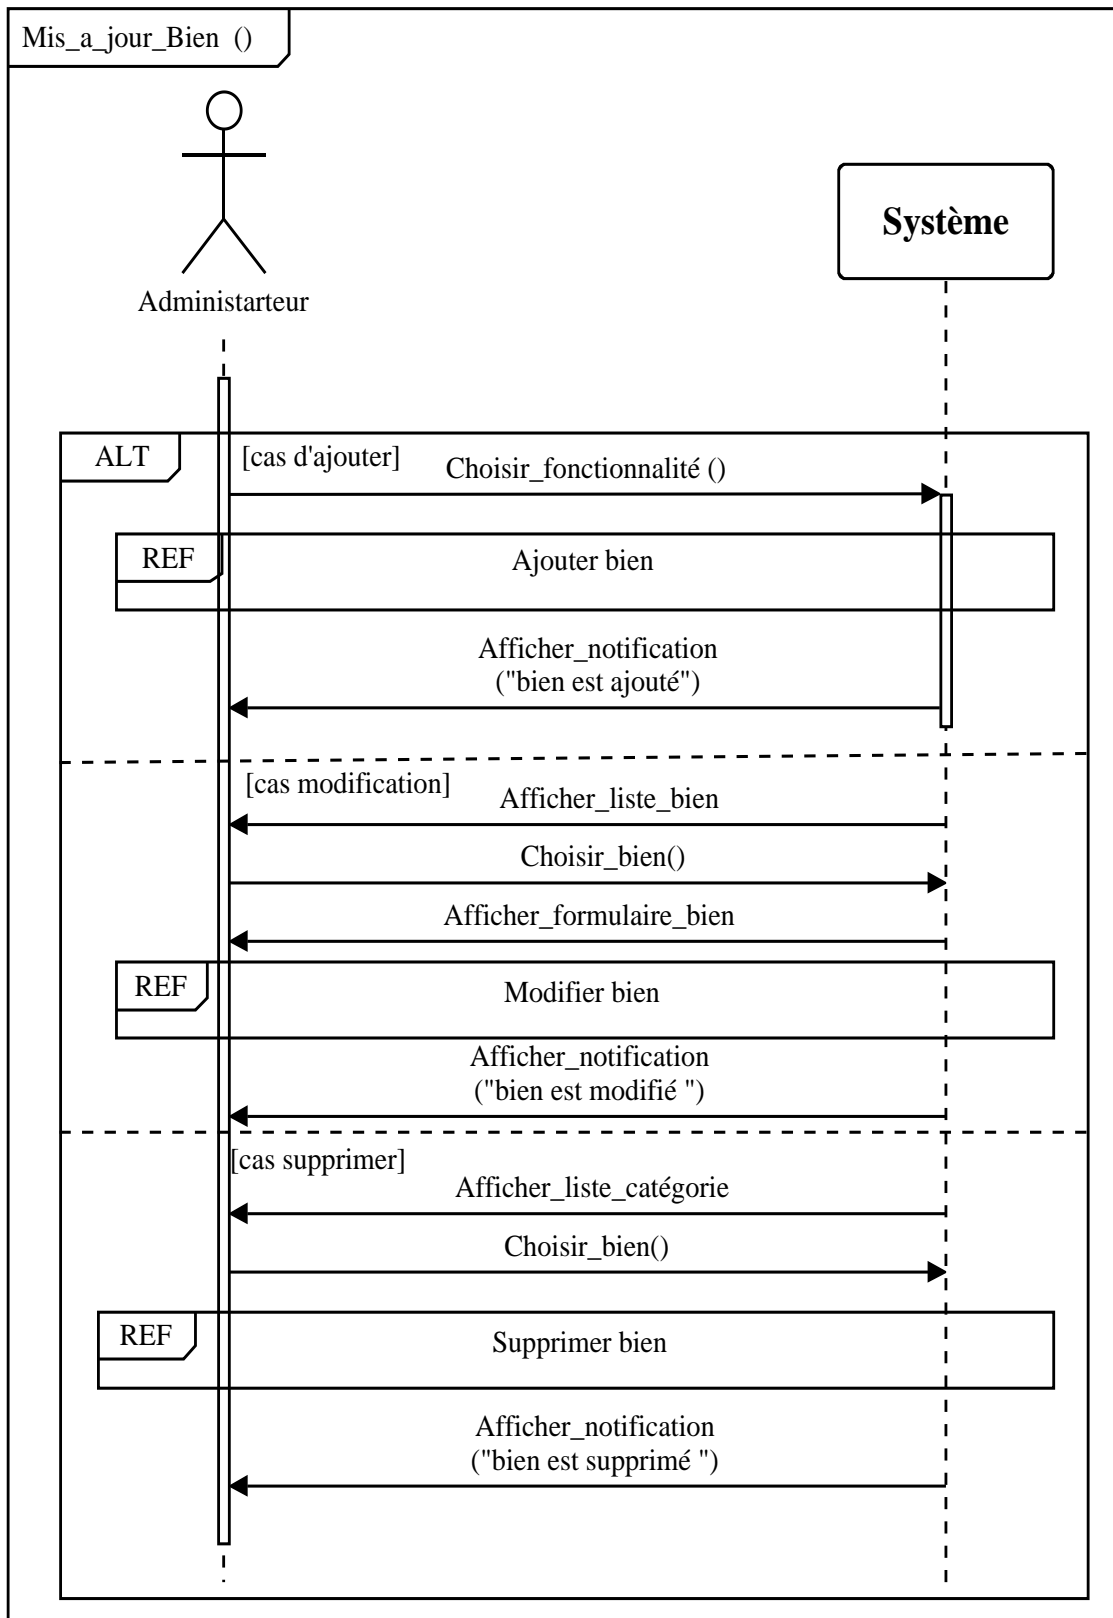 Mis_a_jour_Bien ()
Système
Administarteur
ALT
[cas d'ajouter]
Choisir_fonctionnalité ()
REF
Ajouter bien
Afficher_notification
("bien est ajouté")
[cas modification]
Afficher_liste_bien
Choisir_bien()
Afficher_formulaire_bien
REF
Modifier bien
Afficher_notification
("bien est modifié ")
[cas supprimer]
Afficher_liste_catégorie
Choisir_bien()
REF
Supprimer bien
Afficher_notification
("bien est supprimé ")